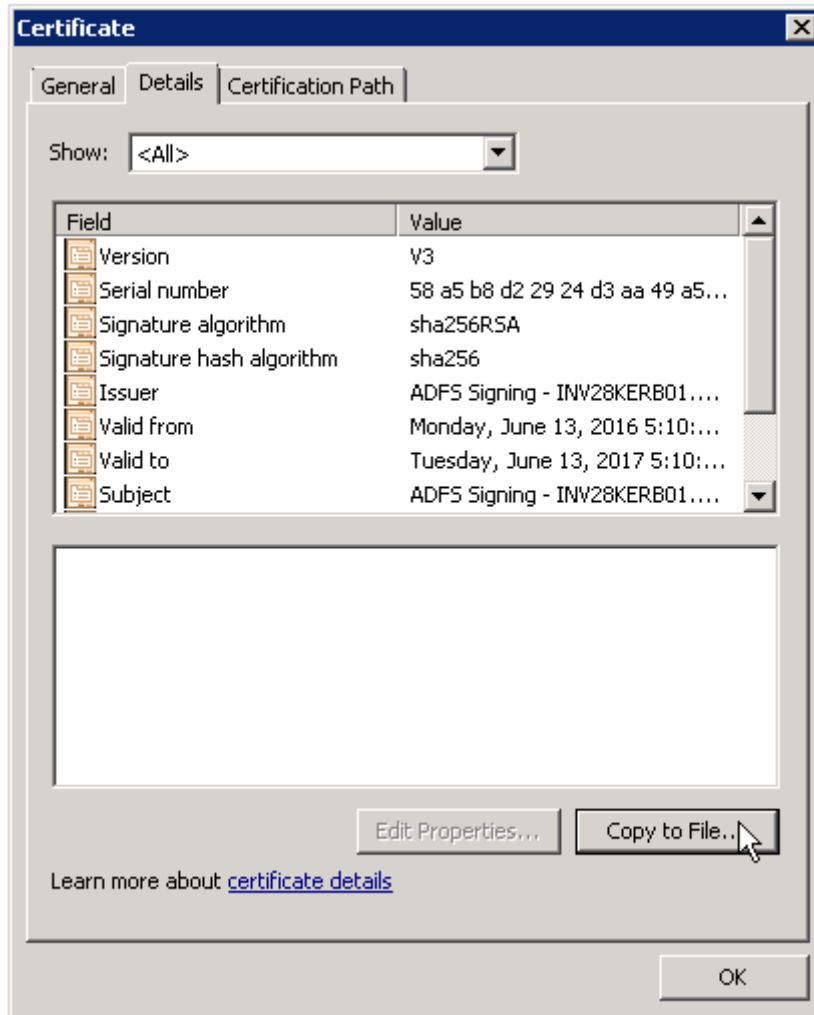 Certificate
General Details Certification Path
Show: <All>
Field Value
Version V3
Serial number 58 a5 b8 d2 29 24 d3 aa 49 a5...
Signature algorithm sha256RSA
Signature hash algorithm sha256
Issuer ADFS Signing - INV28KERB01....
Valid from Monday, June 13, 2016 5:10:...
Valid to Tuesday, June 13, 2017 5:10:...
Subject ADFS Signing - INV28KERB01....
Edit Properties... Copy to File...
Learn more about certificate details
OK